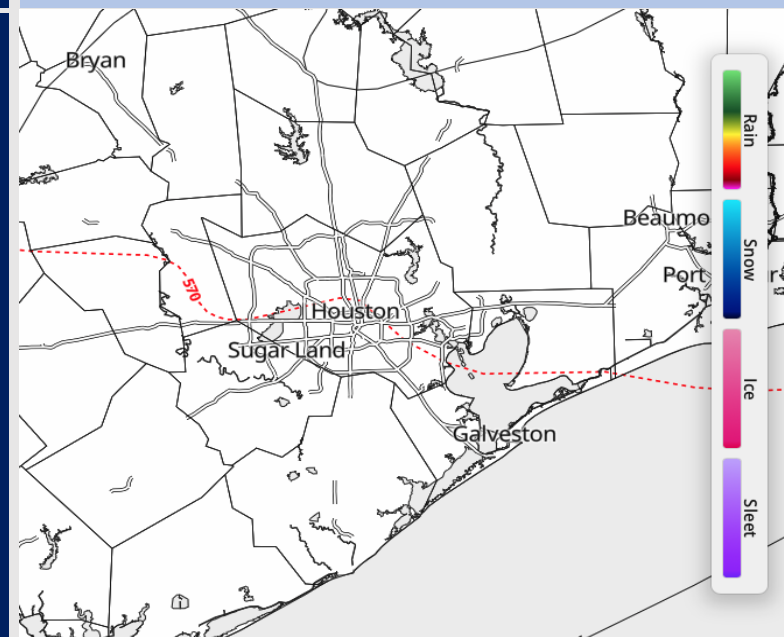 Bryan
Rain
Beaumo
Snow
Port
570
Houston
Sugar Land
Ice
Galveston
Sleet